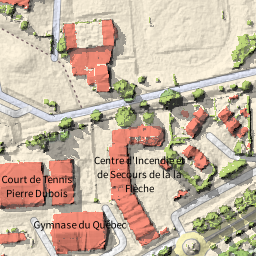 Centre d'Incendie et
de Secours de la la
Flèche
Court de Tennis
Pierre Dubois
Gymnase du Québec